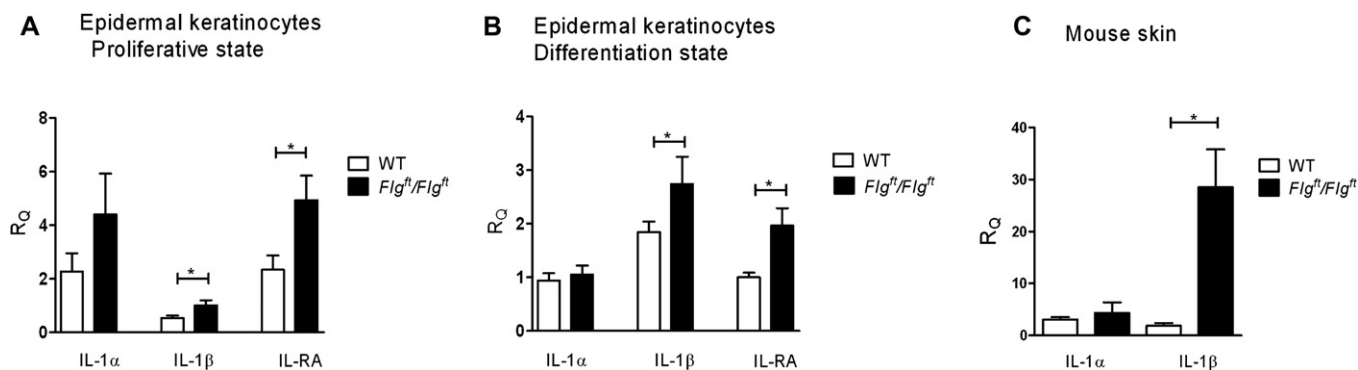 A
Epidermal keratinocytes
Proliferative state
8
6
4
2
0
R_Q
*
*
WT
Flg^ft/Flg^ft
IL-1α
IL-1β
IL-RA
B
Epidermal keratinocytes
Differentiation state
4
3
2
1
0
R_Q
*
*
WT
Flg^ft/Flg^ft
IL-1α
IL-1β
IL-RA
C
Mouse skin
40
30
20
10
0
R_Q
*
WT
Flg^ft/Flg^ft
IL-1α
IL-1β